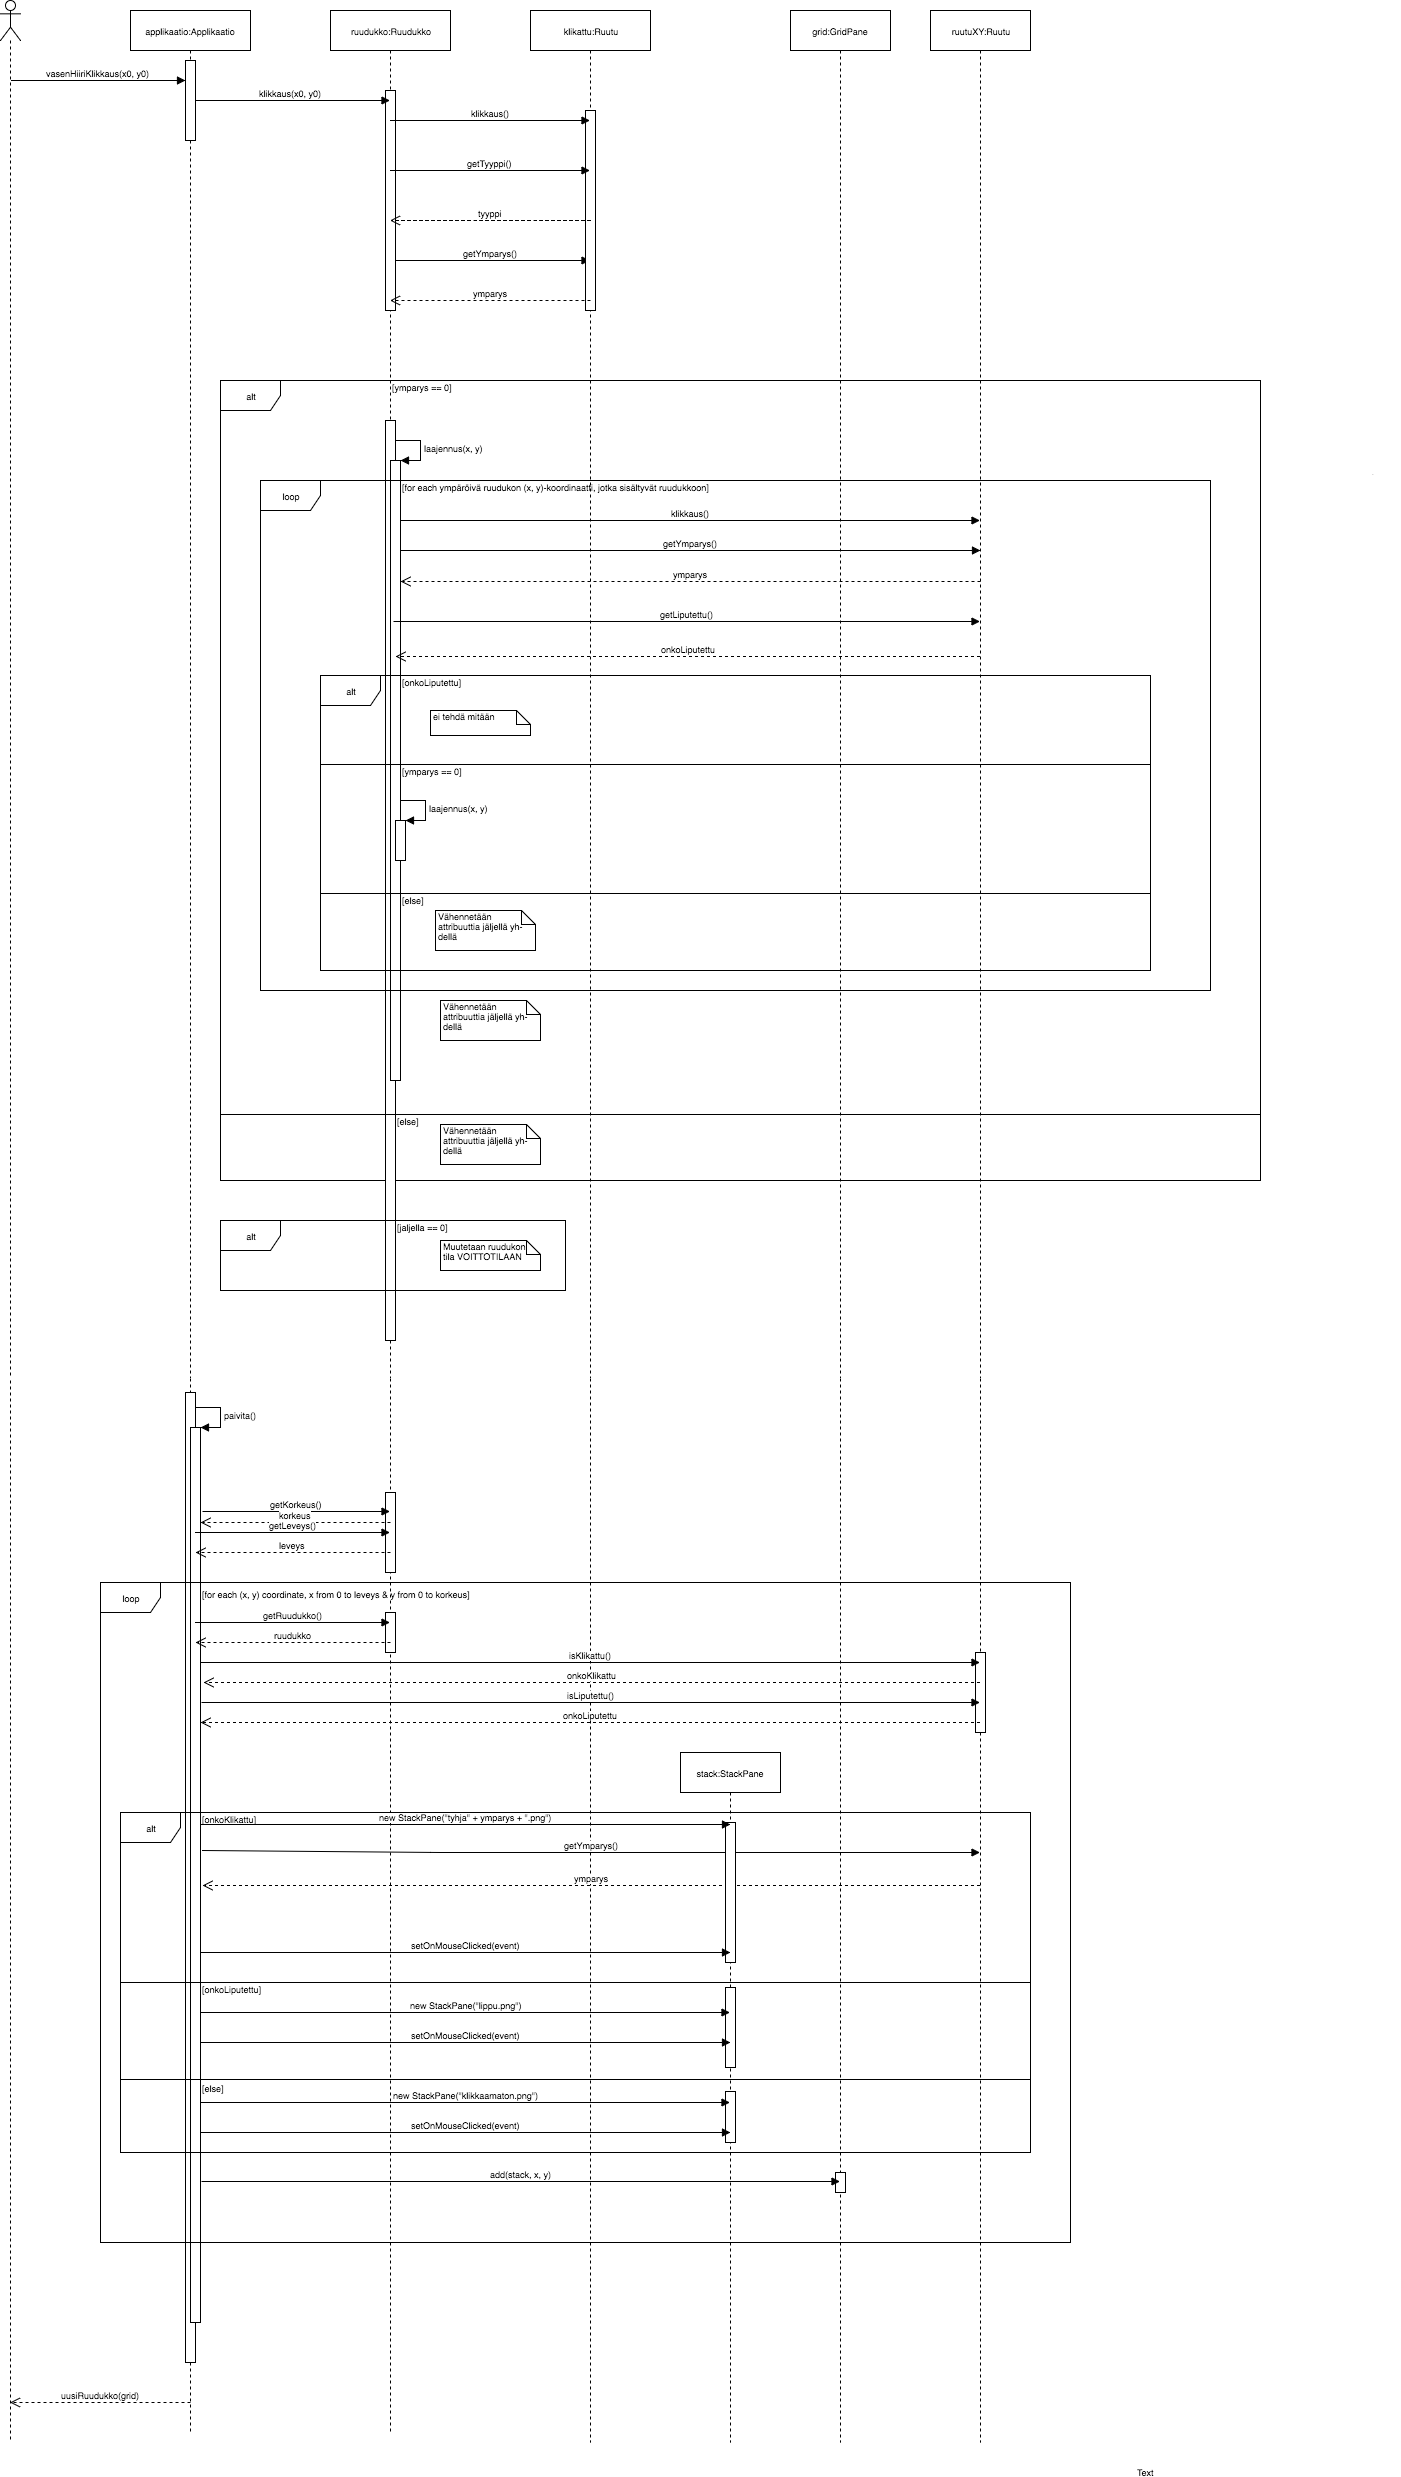 applikaatio:Applikaatio
ruudukko:Ruudukko
klikattu:Ruutu
grid:GridPane
ruutuXY:Ruutu
vasenHiiriKlikkaus(x0, y0)
klikkaus(x0, y0)
klikkaus()
getTyyppi()
tyyppi
getYmparys()
ymparys
alt
[ymparys == 0]
laajennus(x, y)
loop
[for each ympäröivä ruudukon (x, y)-koordinaatti, jotka sisältyvät ruudukkoon]
klikkaus()
getYmparys()
ymparys
getLiputettu()
onkoLiputettu
alt
[onkoLiputettu]
ei tehdä mitään
[ymparys == 0]
laajennus(x, y)
[else]
Vähennetään
attribuuttia jäljellä yh-
dellä
Vähennetään
attribuuttia jäljellä yh-
dellä
[else]
Vähennetään
attribuuttia jäljellä yh-
dellä
alt
[jaljella == 0]
Muutetaan ruudukon
tila VOITTOTILAAN
paivita()
getKorkeus()
korkeus
getLeveys()
leveys
loop
[for each (x, y) coordinate, x from 0 to leveys & y from 0 to korkeus]
getRuudukko()
ruudukko
isKlikattu()
onkoKlikattu
isLiputettu()
onkoLiputettu
stack:StackPane
alt
[onkoKlikattu]
new StackPane("tyhja" + ymparys + ".png")
getYmparys()
ymparys
setOnMouseClicked(event)
[onkoLiputettu]
new StackPane("lippu.png")
setOnMouseClicked(event)
[else]
new StackPane("klikkaamaton.png")
setOnMouseClicked(event)
add(stack, x, y)
uusiRuudukko(grid)
Text